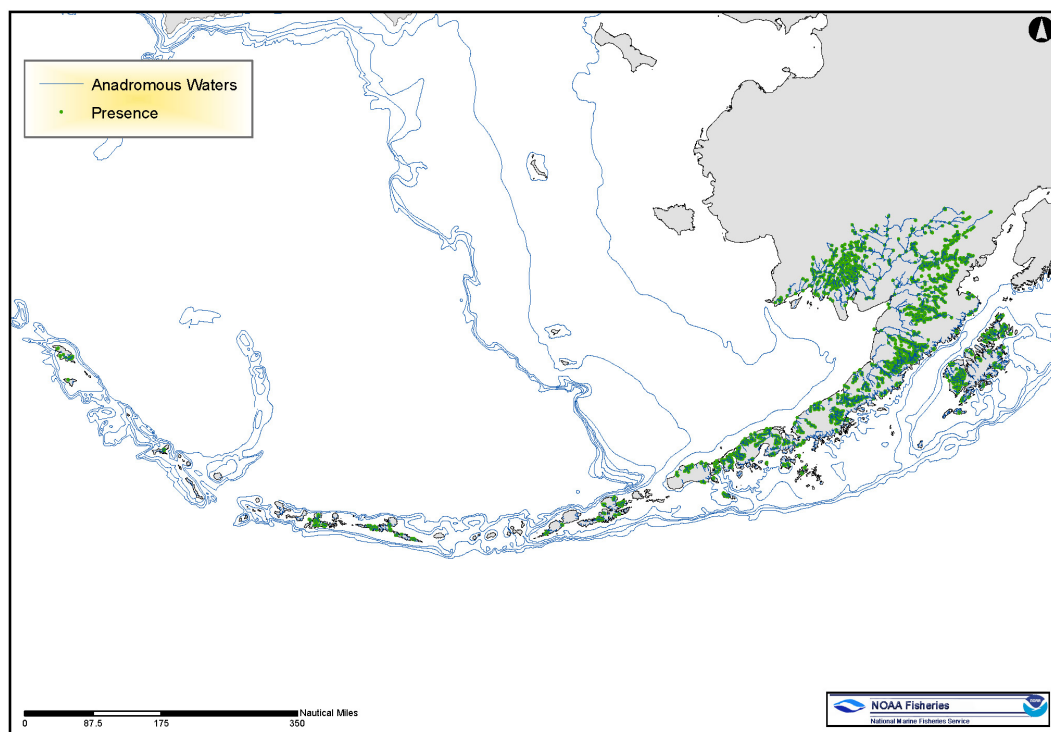 Anadromous Waters
Presence
Nautical Miles
0 87.5 175 350
NOAA Fisheries
National Marine Fisheries Service